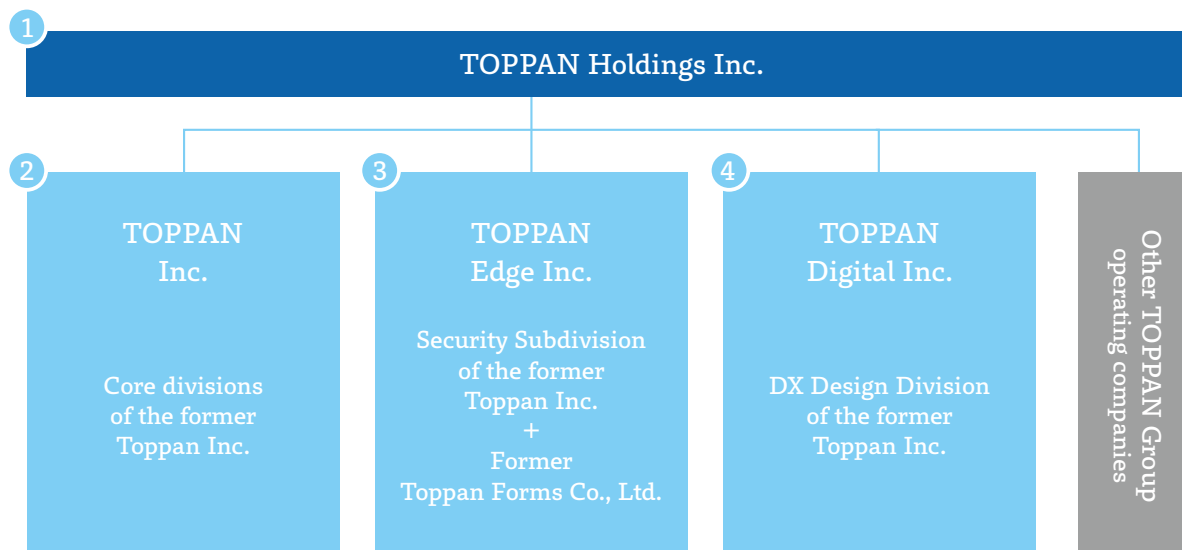 1
TOPPAN Holdings Inc.
2
TOPPAN
Inc.
Core divisions
of the former
Toppan Inc.
3
TOPPAN
Edge Inc.
Security Subdivision
of the former
Toppan Inc.
+
Former
Toppan Forms Co., Ltd.
4
TOPPAN
Digital Inc.
DX Design Division
of the former
Toppan Inc.
Other TOPPAN Group
operating companies